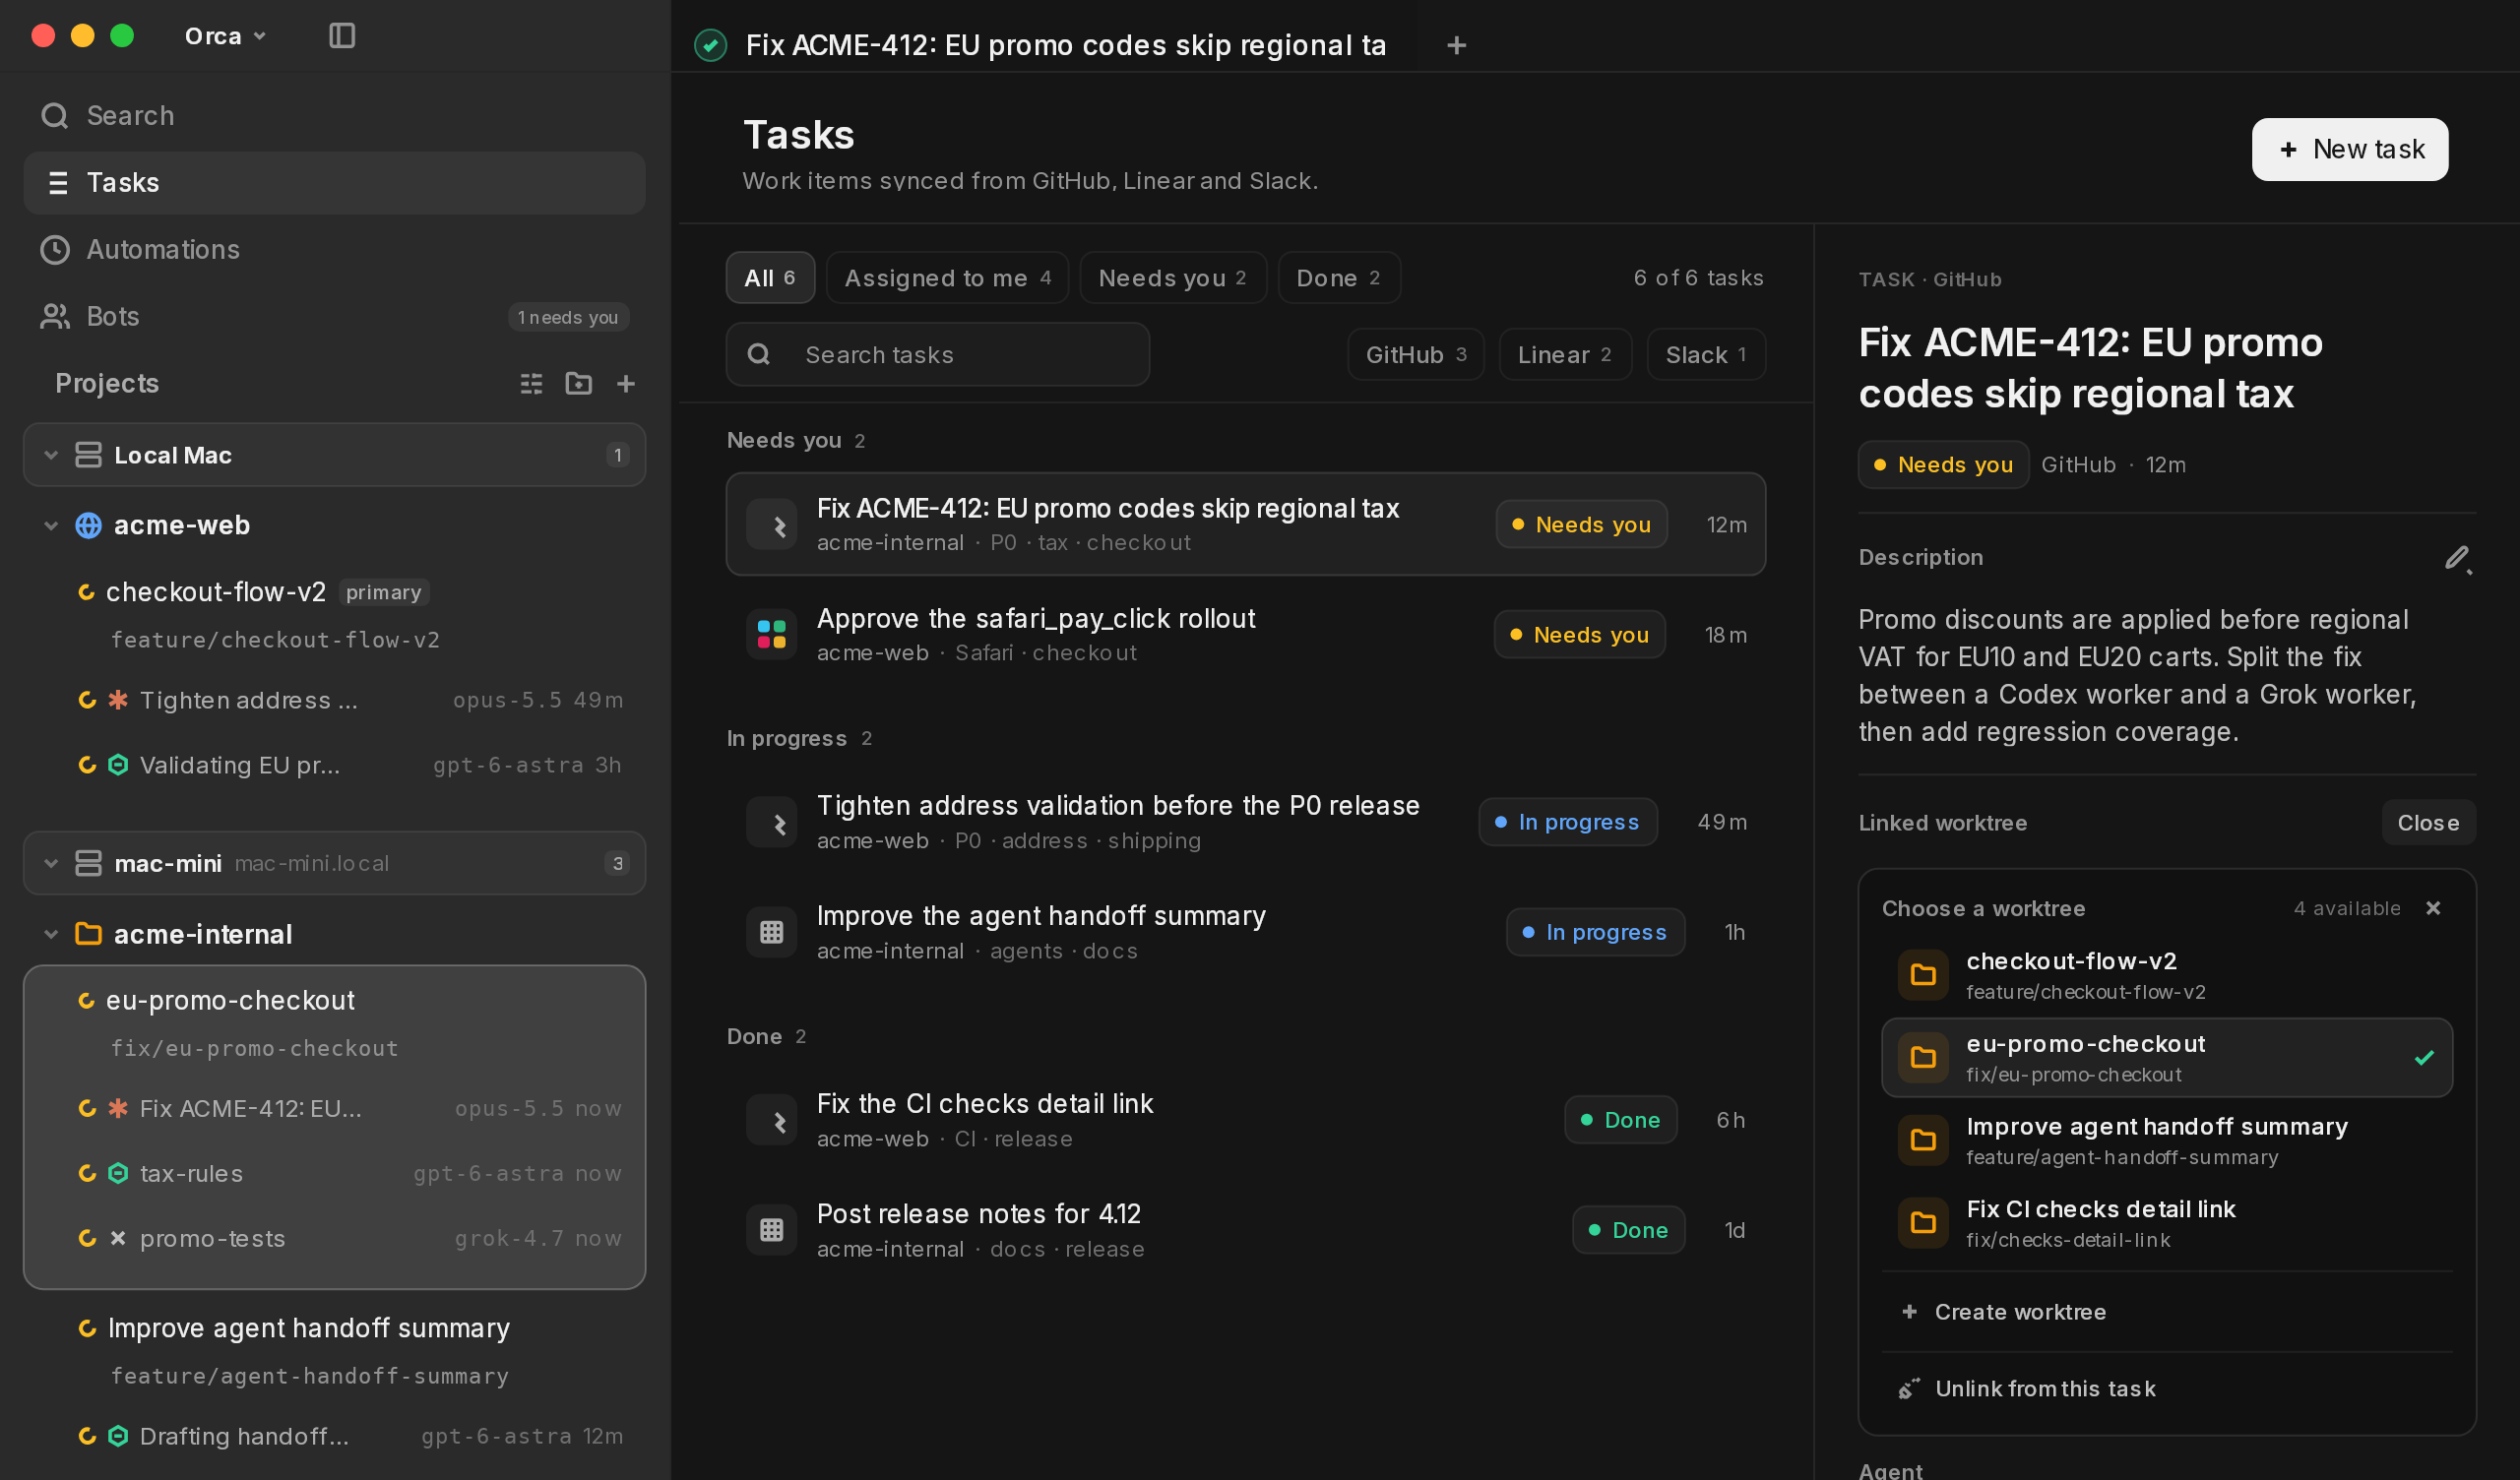 Orca
Search
Tasks
Automations
Bots
1 needs you
Projects
Local Mac
1
acme-web
checkout-flow-v2 primary
feature/checkout-flow-v2
Tighten address ... opus-5.5 49m
Validating EU pr... gpt-6-astra 3h
mac-mini mac-mini.local 3
acme-internal
eu-promo-checkout
fix/eu-promo-checkout
Fix ACME-412: EU... opus-5.5 now
tax-rules gpt-6-astra now
promo-tests grok-4.7 now
Improve agent handoff summary
feature/agent-handoff-summary
Drafting handoff... gpt-6-astra 12m
Fix ACME-412: EU promo codes skip regional ta
Tasks
Work items synced from GitHub, Linear and Slack.
New task
All 6 Assigned to me 4 Needs you 2 Done 2
6 of 6 tasks
Search tasks
GitHub 3 Linear 2 Slack 1
Needs you 2
Fix ACME-412: EU promo codes skip regional tax
acme-internal · P0 · tax · checkout
Needs you 12m
Approve the safari_pay_click rollout
acme-web · Safari · checkout
Needs you 18m
In progress 2
Tighten address validation before the P0 release
acme-web · P0 · address · shipping
In progress 49m
Improve the agent handoff summary
acme-internal · agents · docs
In progress 1h
Done 2
Fix the CI checks detail link
acme-web · CI · release
Done 6h
Post release notes for 4.12
acme-internal · docs · release
Done 1d
TASK · GitHub
Fix ACME-412: EU promo
codes skip regional tax
Needs you GitHub · 12m
Description
Promo discounts are applied before regional
VAT for EU10 and EU20 carts. Split the fix
between a Codex worker and a Grok worker,
then add regression coverage.
Linked worktree
Close
Choose a worktree
4 available
checkout-flow-v2
feature/checkout-flow-v2
eu-promo-checkout
fix/eu-promo-checkout
Improve agent handoff summary
feature/agent-handoff-summary
Fix CI checks detail link
fix/checks-detail-link
Create worktree
Unlink from this task
Agent